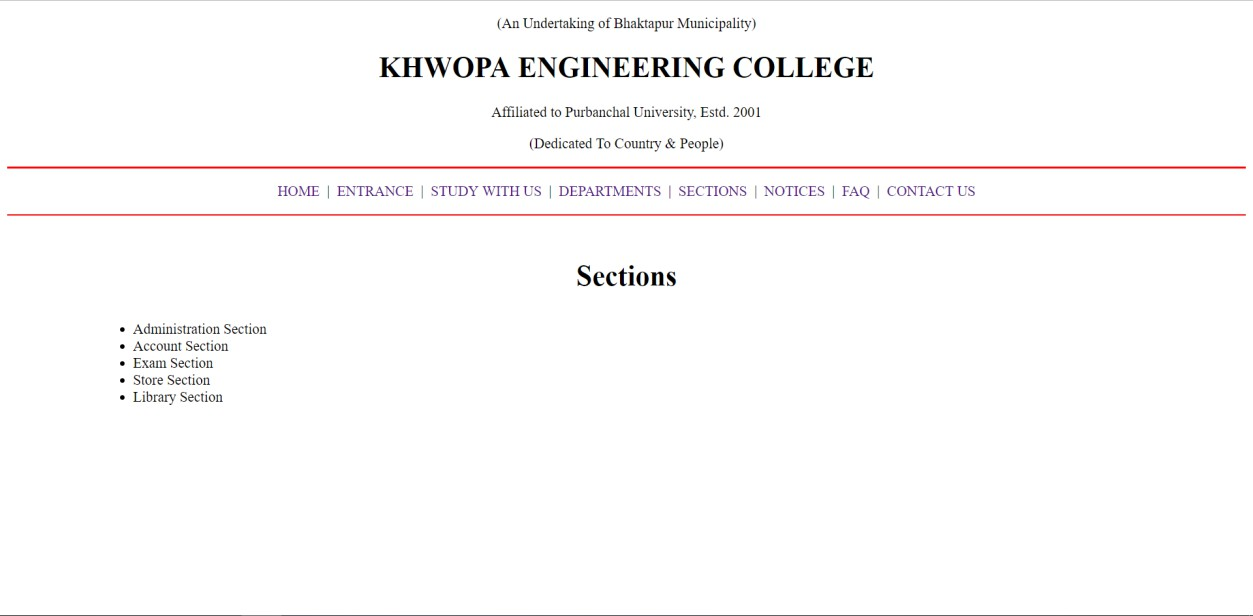 (An Undertaking of Bhaktapur Municipality)
KHWOPA ENGINEERING COLLEGE
Affiliated to Purbanchal University, Estd. 2001
(Dedicated To Country & People)
HOME | ENTRANCE | STUDY WITH US | DEPARTMENTS | SECTIONS | NOTICES | FAQ | CONTACT US
Sections
• Administration Section
• Account Section
• Exam Section
• Store Section
• Library Section